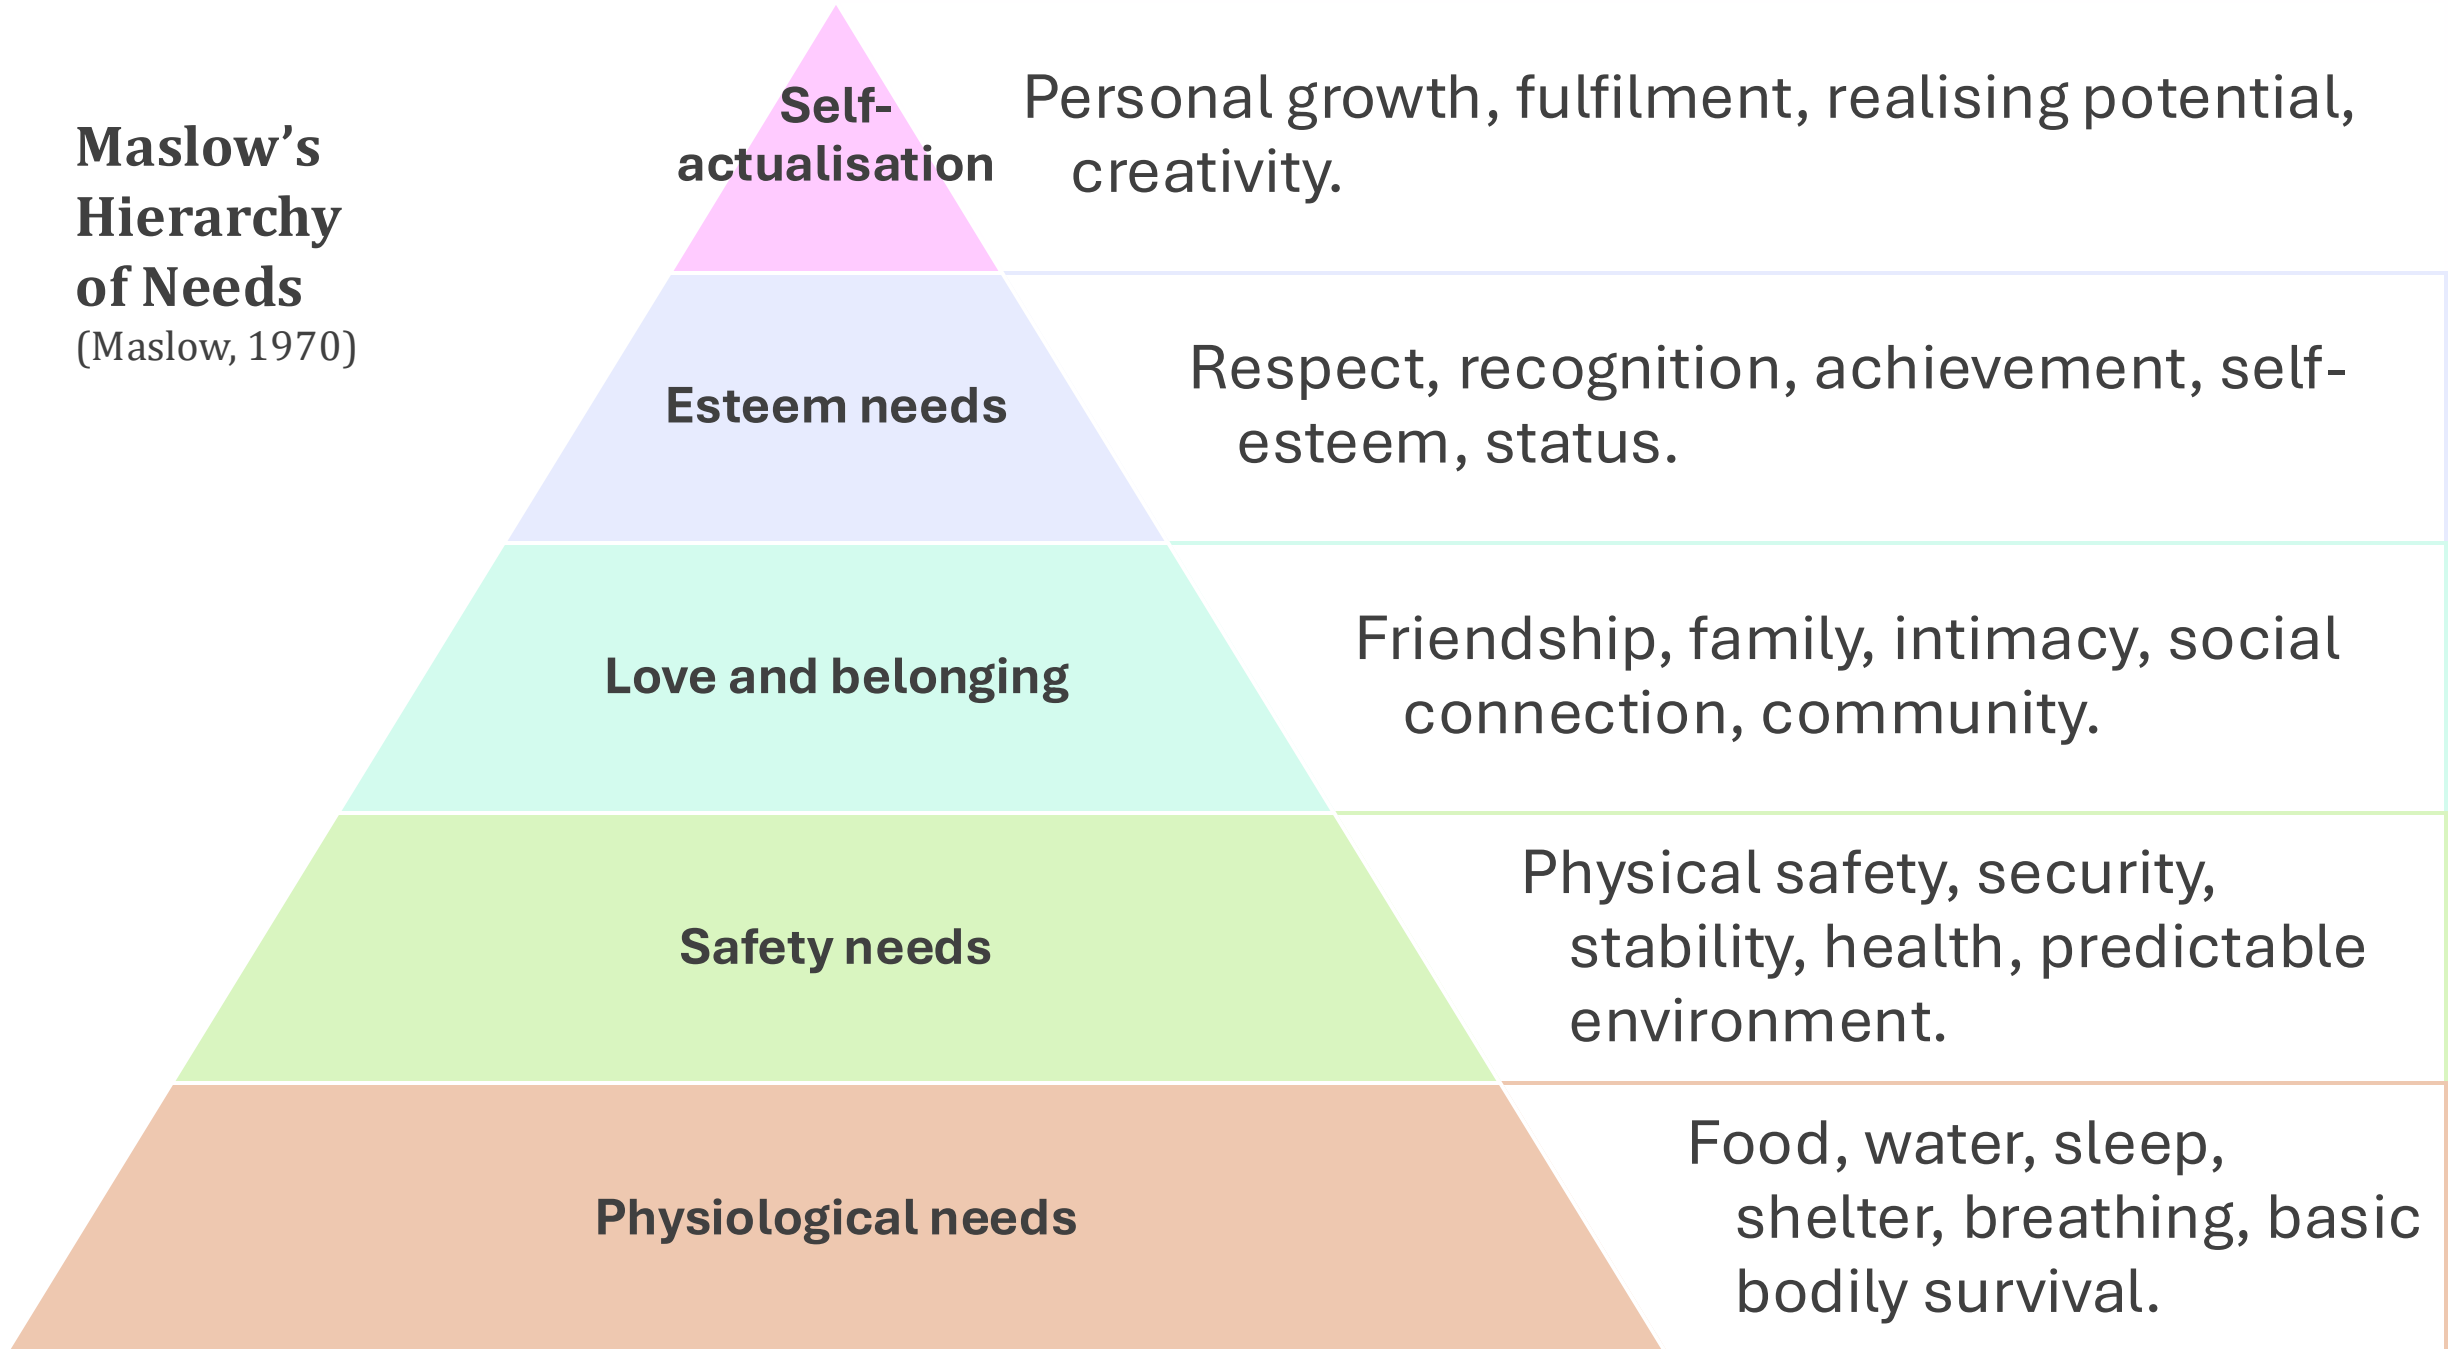 Maslow’s
Hierarchy
of Needs
(Maslow, 1970)
Self-
actualisation
Personal growth, fulfilment, realising potential,
creativity.
Esteem needs
Respect, recognition, achievement, self-
esteem, status.
Love and belonging
Friendship, family, intimacy, social
connection, community.
Safety needs
Physical safety, security,
stability, health, predictable
environment.
Physiological needs
Food, water, sleep,
shelter, breathing, basic
bodily survival.